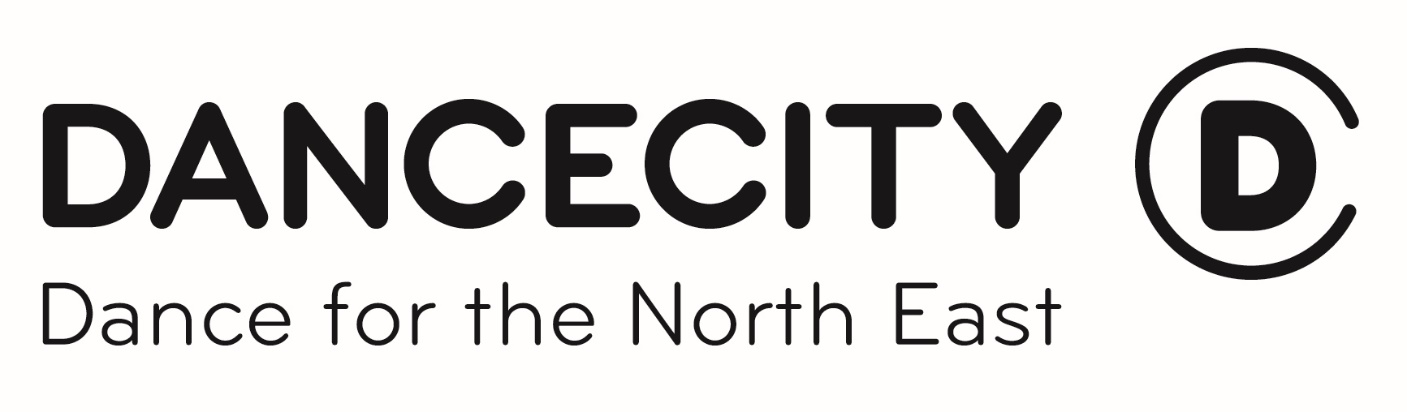 DANCECITY
D
Dance for the North East